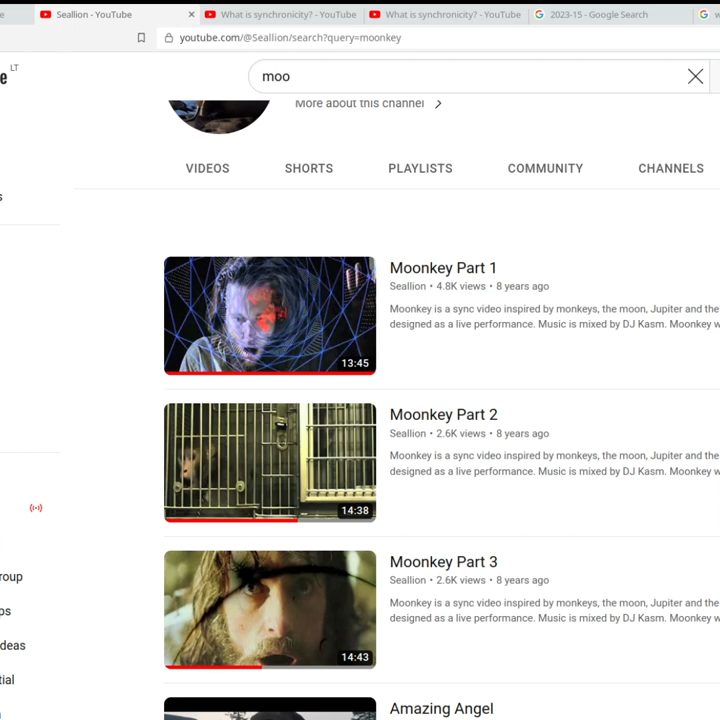 Seallion - YouTube
What is synchronicity? - YouTube
What is synchronicity? - YouTube
2023-15 - Google Search
youtube.com/@Seallion/search?query=moonkey
LT
moo
More about this channel
VIDEOS SHORTS PLAYLISTS COMMUNITY CHANNELS
s
Moonkey Part 1
Seallion • 4.8K views • 8 years ago
Moonkey is a sync video inspired by monkeys, the moon, Jupiter and the
designed as a live performance. Music is mixed by DJ Kasm. Moonkey w
13:45
Moonkey Part 2
Seallion • 2.6K views • 8 years ago
Moonkey is a sync video inspired by monkeys, the moon, Jupiter and the
designed as a live performance. Music is mixed by DJ Kasm. Moonkey w
14:38
Moonkey Part 3
Seallion • 2.6K views • 8 years ago
roup
Moonkey is a sync video inspired by monkeys, the moon, Jupiter and the
designed as a live performance. Music is mixed by DJ Kasm. Moonkey w
ps
deas
14:43
tial
Amazing Angel